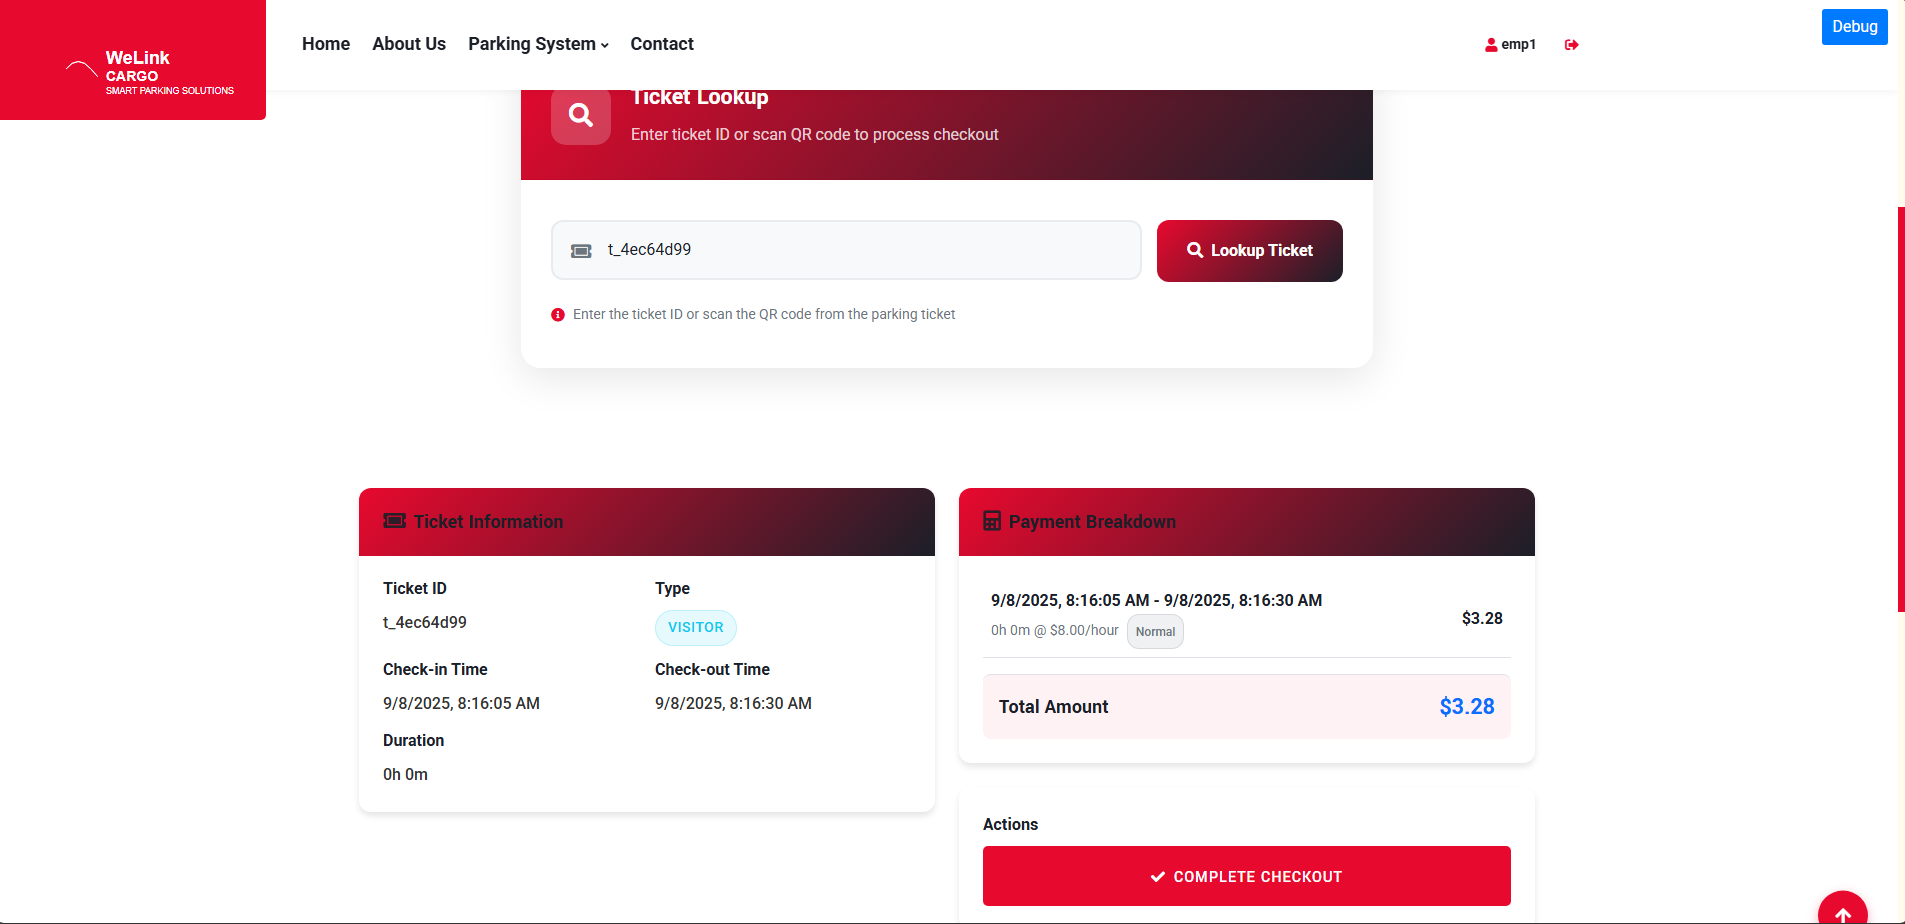 WeLink
CARGO
SMART PARKING SOLUTIONS
Home
About Us
Parking System
Contact
emp1
Debug
Ticket Lookup
Enter ticket ID or scan QR code to process checkout
t_4ec64d99
Lookup Ticket
Enter the ticket ID or scan the QR code from the parking ticket
Ticket Information
Ticket ID
t_4ec64d99
Type
VISITOR
Check-in Time
9/8/2025, 8:16:05 AM
Check-out Time
9/8/2025, 8:16:30 AM
Duration
0h 0m
Payment Breakdown
9/8/2025, 8:16:05 AM - 9/8/2025, 8:16:30 AM
0h 0m @ $8.00/hour
Normal
$3.28
Total Amount
$3.28
Actions
COMPLETE CHECKOUT